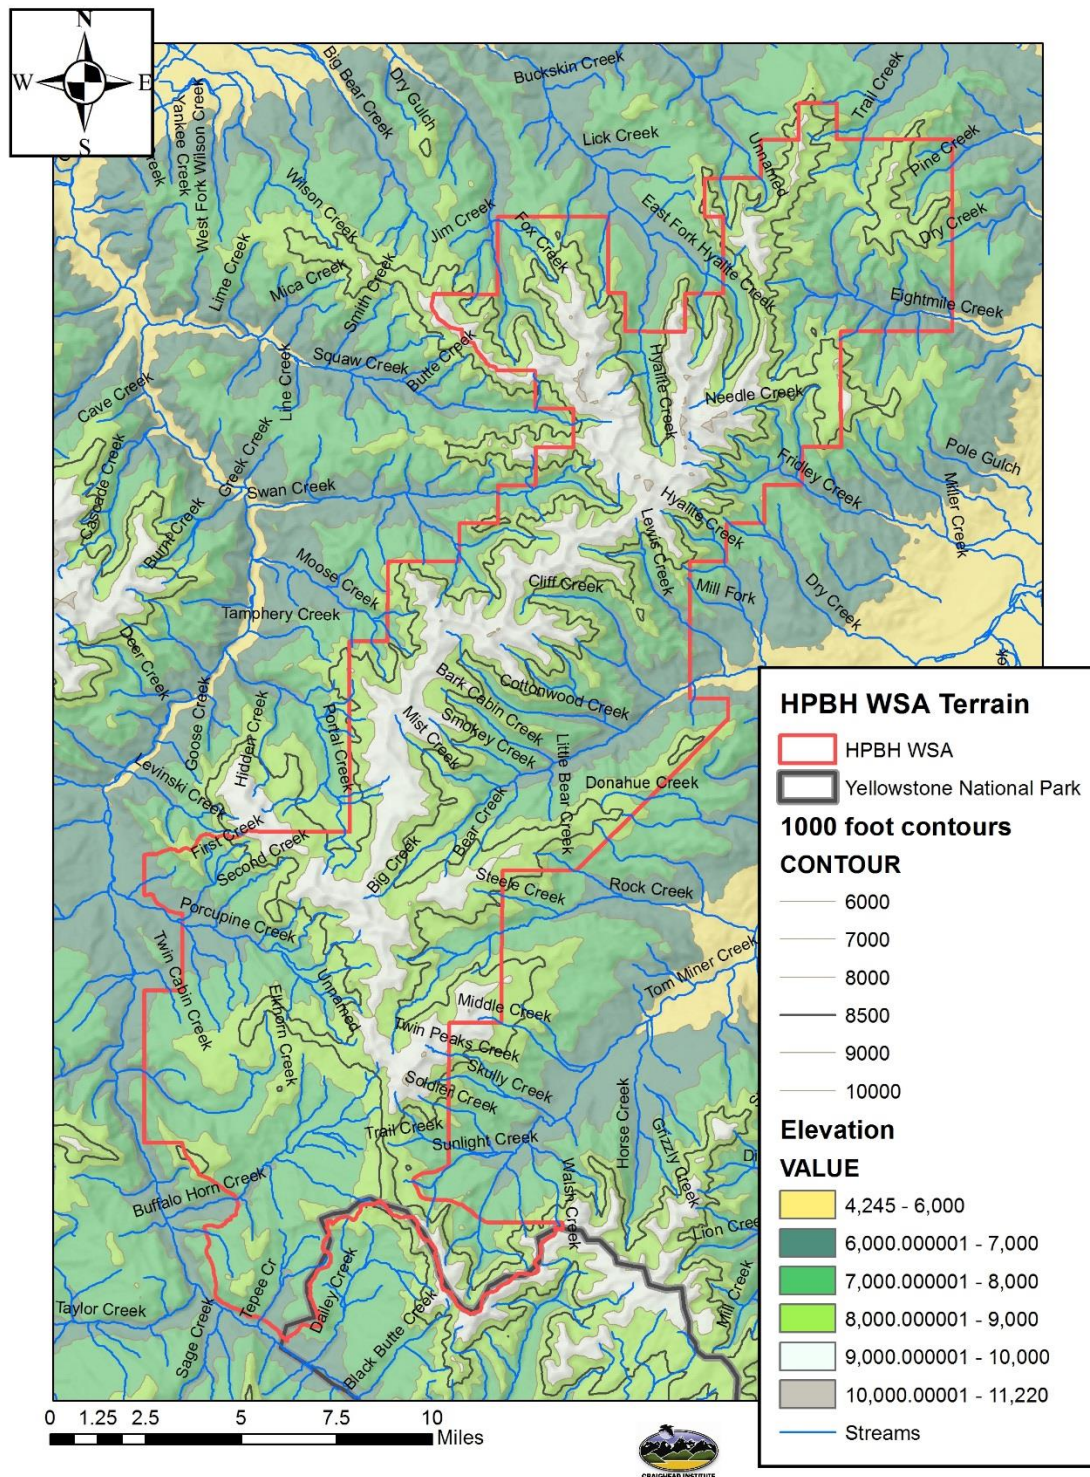 N
W E
S
Big Bear Creek
Dry Gulch
Buckskin Creek
Trail Creek
Yankee Creek
West Fork Wilson Creek
Creek
Lick Creek
Unnamed
Pine Creek
Wilson Creek
Jim Creek
Fox Creek
East Fork Hyalite Creek
Dry Creek
Lime Creek
Mica Creek
Smith Creek
Eightmile Creek
Squaw Creek
Butte Creek
Line Creek
Hyalite Creek
Needle Creek
Cave Creek
Greek Creek
Cascade Creek
Swan Creek
Fridley Creek
Pole Gulch
Miller Creek
Burnt Creek
Hyalite Creek
Lewis Creek
Moose Creek
Cliff Creek
Mill Fork
Dry Creek
Tamphery Creek
Deer Creek
Goose Creek
Hidden Creek
Portal Creek
Bark Cabin Creek
Cottonwood Creek
Mist Creek
Smokey Creek
Little Bear Creek
Donahue Creek
Levinski Creek
First Creek
Second Creek
Big Creek
Bear Creek
Steele Creek
Rock Creek
Porcupine Creek
Twin Cabin Creek
Unnamed
Elkhorn Creek
Tom Miner Creek
Middle Creek
Twin Peaks Creek
Skully Creek
Soldier Creek
Trail Creek
Sunlight Creek
Horse Creek
Grizzly Creek
Walsh Creek
Buffalo Horn Creek
Lion Cree
Tepee Cr
Dailey Creek
Mill Creek
Taylor Creek
Sage Creek
Black Butte Creek
HPBH WSA Terrain
HPBH WSA
Yellowstone National Park
1000 foot contours
CONTOUR
6000
7000
8000
8500
9000
10000
Elevation
VALUE
4,245 - 6,000
6,000.000001 - 7,000
7,000.000001 - 8,000
8,000.000001 - 9,000
9,000.000001 - 10,000
10,000.00001 - 11,220
Streams
0 1.25 2.5 5 7.5 10
Miles
CRAIGHEAD INSTITUTE